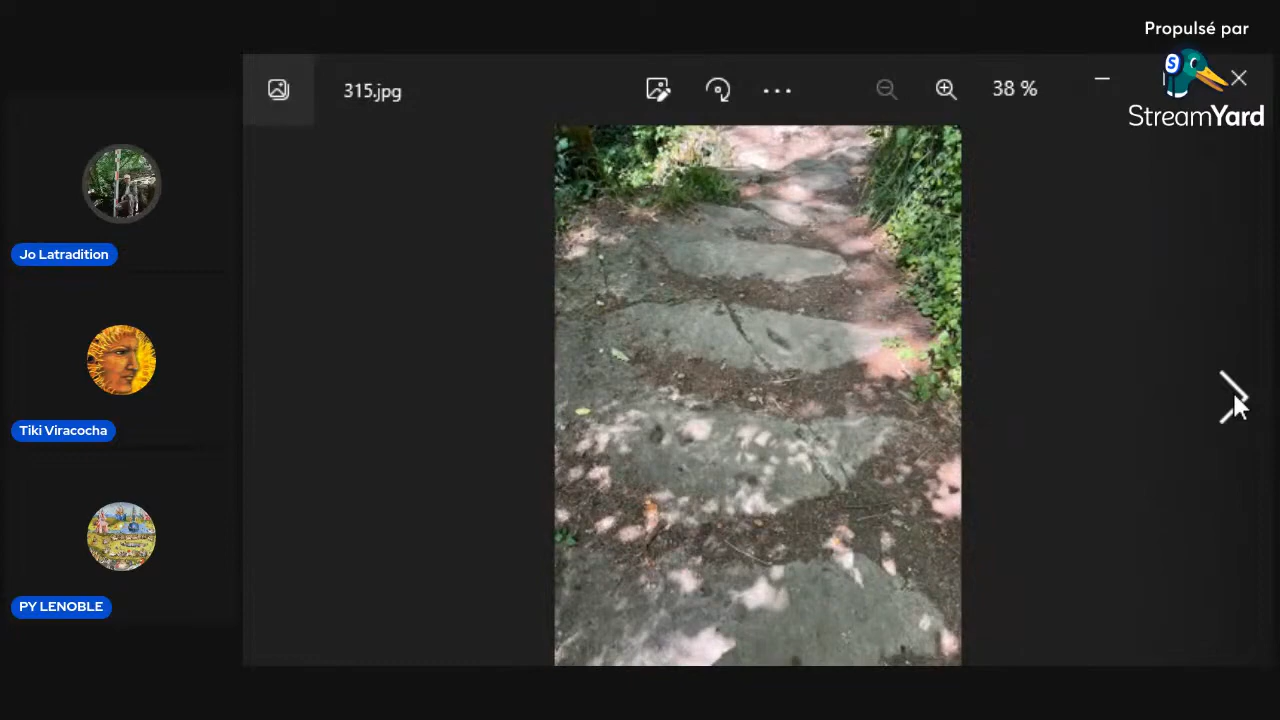 Propulsé par
StreamYard
315.jpg
38 %
Jo Latradition
Tiki Viracocha
PY LENOBLE